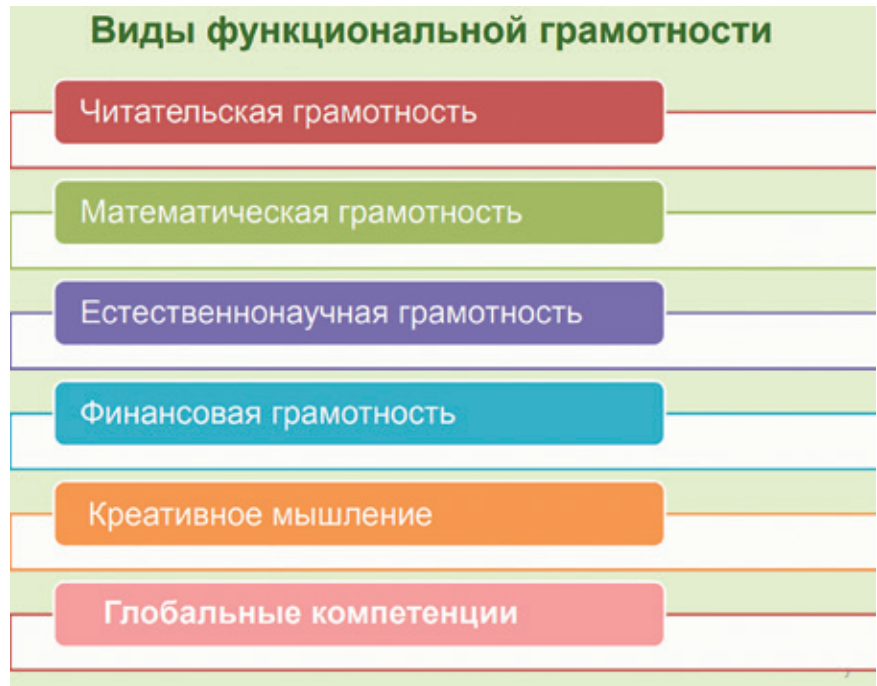 Виды функциональной грамотности
Читательская грамотность
Математическая грамотность
Естественнонаучная грамотность
Финансовая грамотность
Креативное мышление
Глобальные компетенции